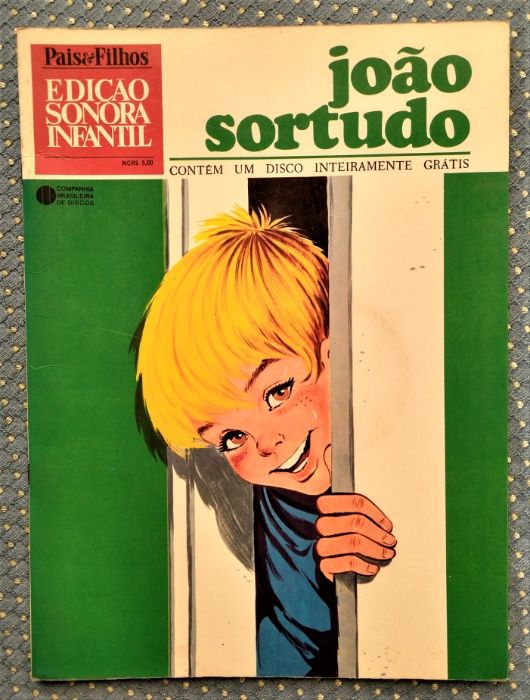 Pais&Filhos
EDIÇÃO
SONORA
INFANTIL
NCR$ 5,00
joão
sortudo
CONTÉM UM DISCO INTEIRAMENTE GRÁTIS
COMPANHIA
BRASILEIRA
DE DISCOS